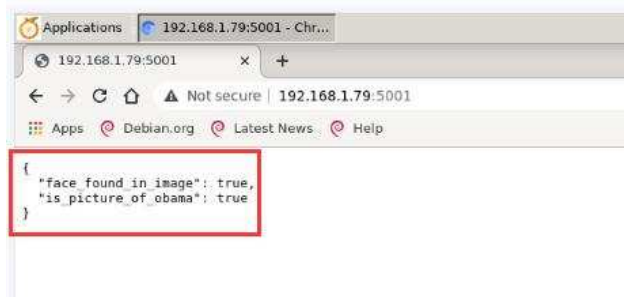 Applications 192.168.1.79:5001 - Chr...
192.168.1.79:5001
Not secure 192.168.1.79:5001
Apps Debian.org Latest News Help
{
"face_found_in_image": true,
"is_picture_of_obama": true
}